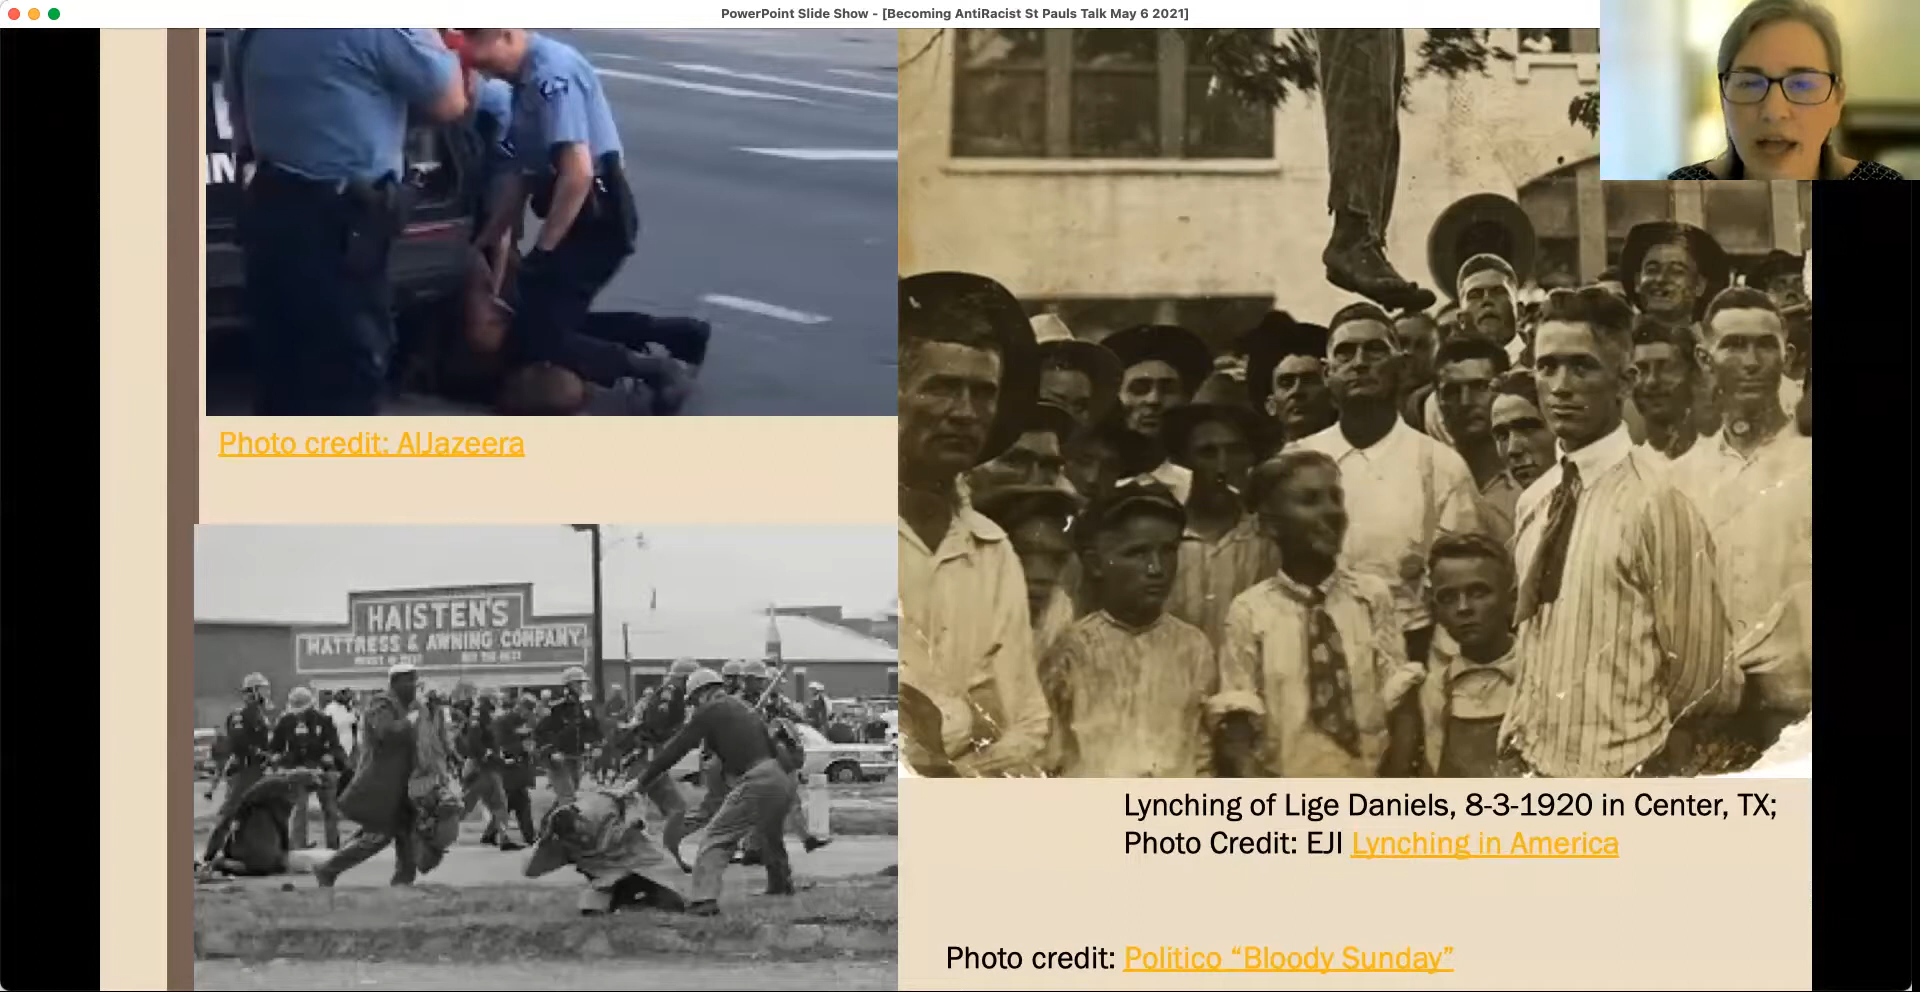 PowerPoint Slide Show - [Becoming AntiRacist St Pauls Talk May 6 2021]
Photo credit: AlJazeera
HAISTEN'S
MATTRESS & AWNING COMPANY
Lynching of Lige Daniels, 8-3-1920 in Center, TX;
Photo Credit: EJI Lynching in America
Photo credit: Politico “Bloody Sunday”